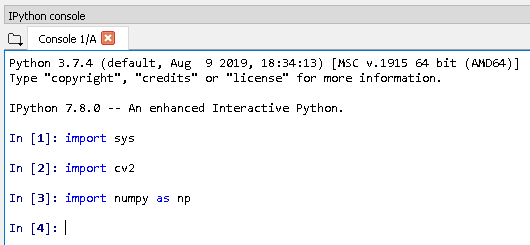 IPython console
Console 1/A
Python 3.7.4 (default, Aug  9 2019, 18:34:13) [MSC v.1915 64 bit (AMD64)]
Type "copyright", "credits" or "license" for more information.
IPython 7.8.0 -- An enhanced Interactive Python.
In [1]: import sys
In [2]: import cv2
In [3]: import numpy as np
In [4]: